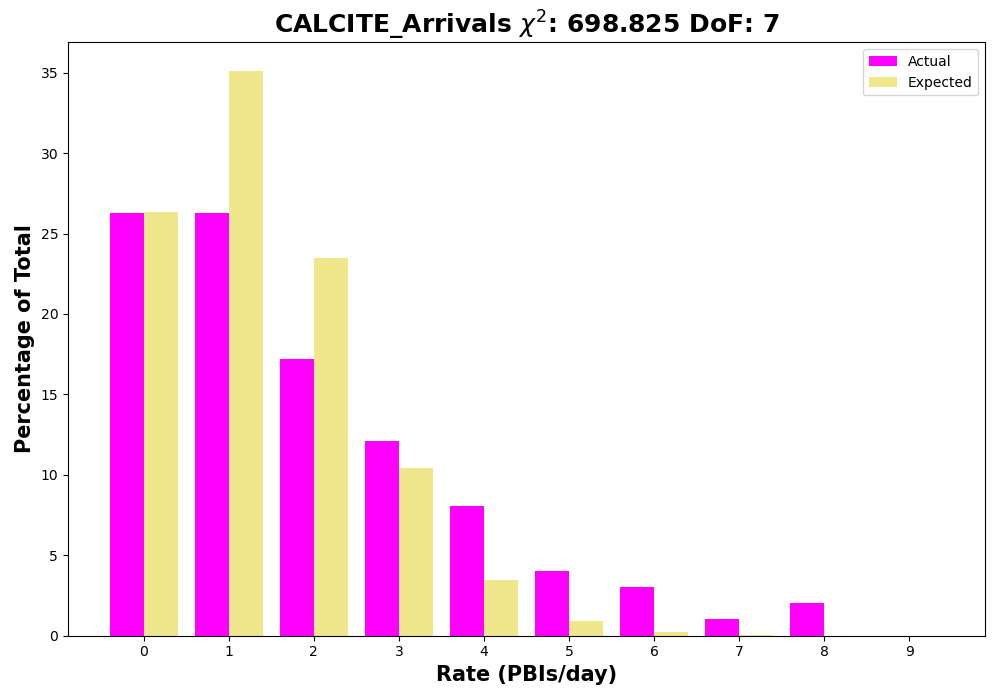 CALCITE_Arrivals χ²: 698.825 DoF: 7
Actual
Expected
Percentage of Total
35
30
25
20
15
10
5
0
0 1 2 3 4 5 6 7 8 9
Rate (PBIs/day)